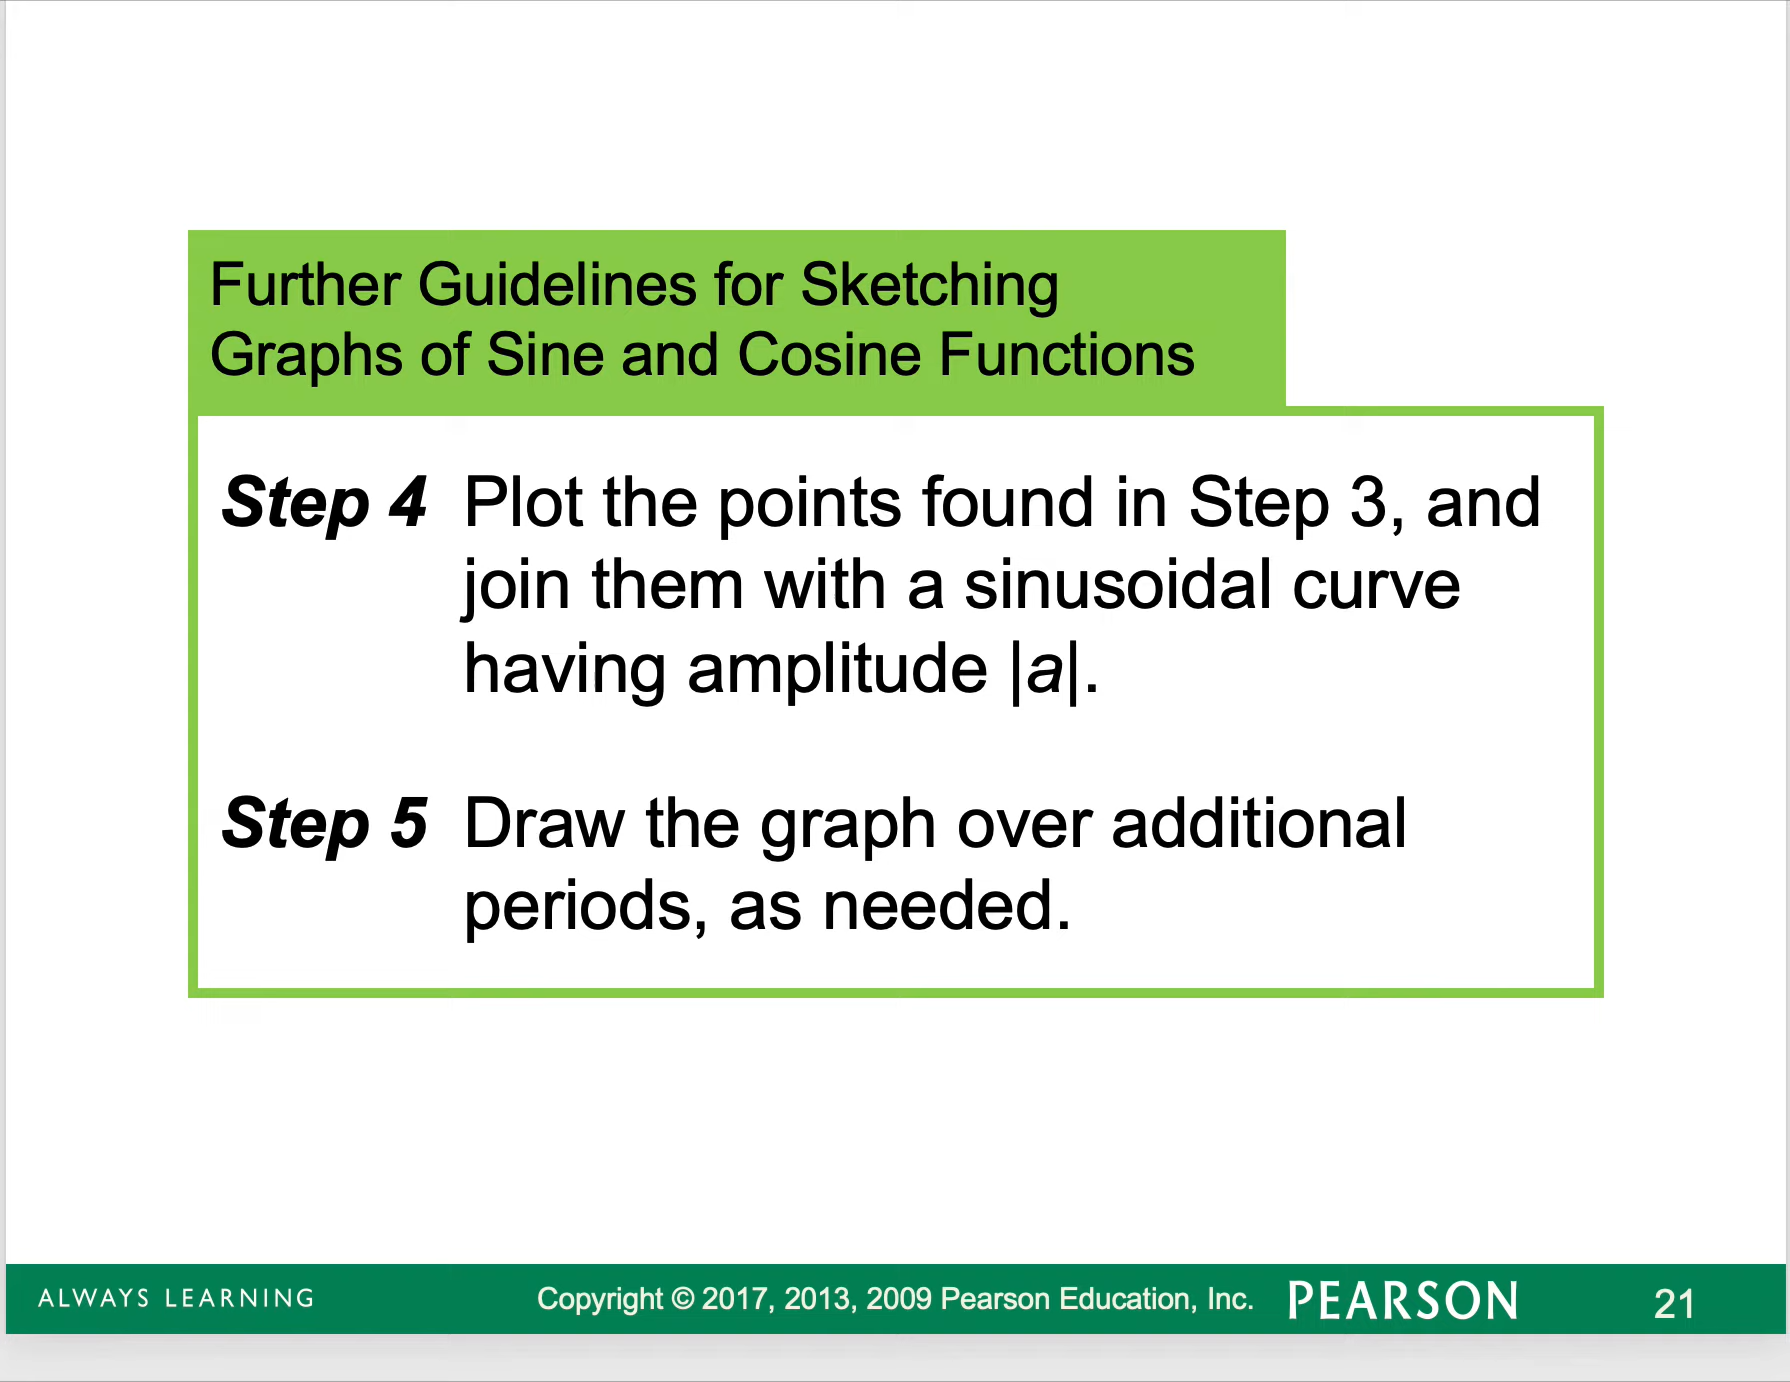 Further Guidelines for Sketching
Graphs of Sine and Cosine Functions
Step 4 Plot the points found in Step 3, and
join them with a sinusoidal curve
having amplitude |a|.
Step 5 Draw the graph over additional
periods, as needed.
ALWAYS LEARNING Copyright © 2017, 2013, 2009 Pearson Education, Inc. PEARSON 21